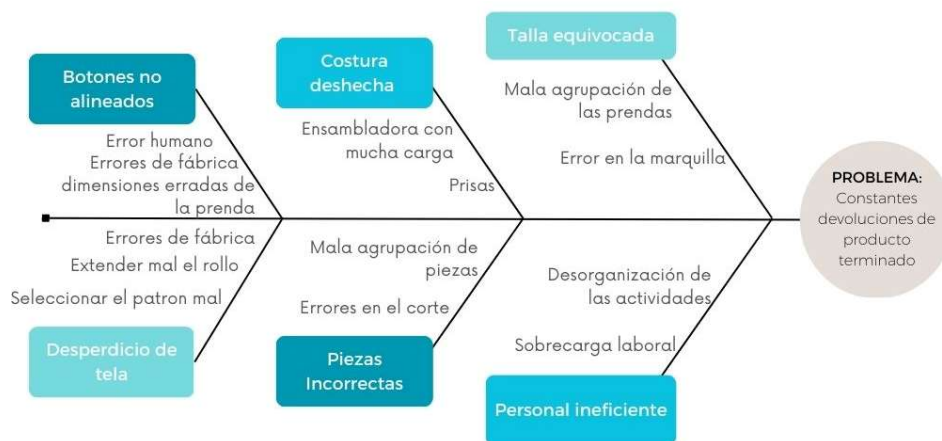 Botones no
alineados
Error humano
Errores de fábrica
dimensiones erradas de
la prenda
Costura
deshecha
Ensambladora con
mucha carga
Prisas
Talla equivocada
Mala agrupación de
las prendas
Error en la marquilla
PROBLEMA:
Constantes
devoluciones de
producto
terminado
Errores de fábrica
Extender mal el rollo
Seleccionar el patron mal
Desperdicio de
tela
Mala agrupación de
piezas
Errores en el corte
Piezas
Incorrectas
Desorganización de
las actividades
Sobrecarga laboral
Personal ineficiente